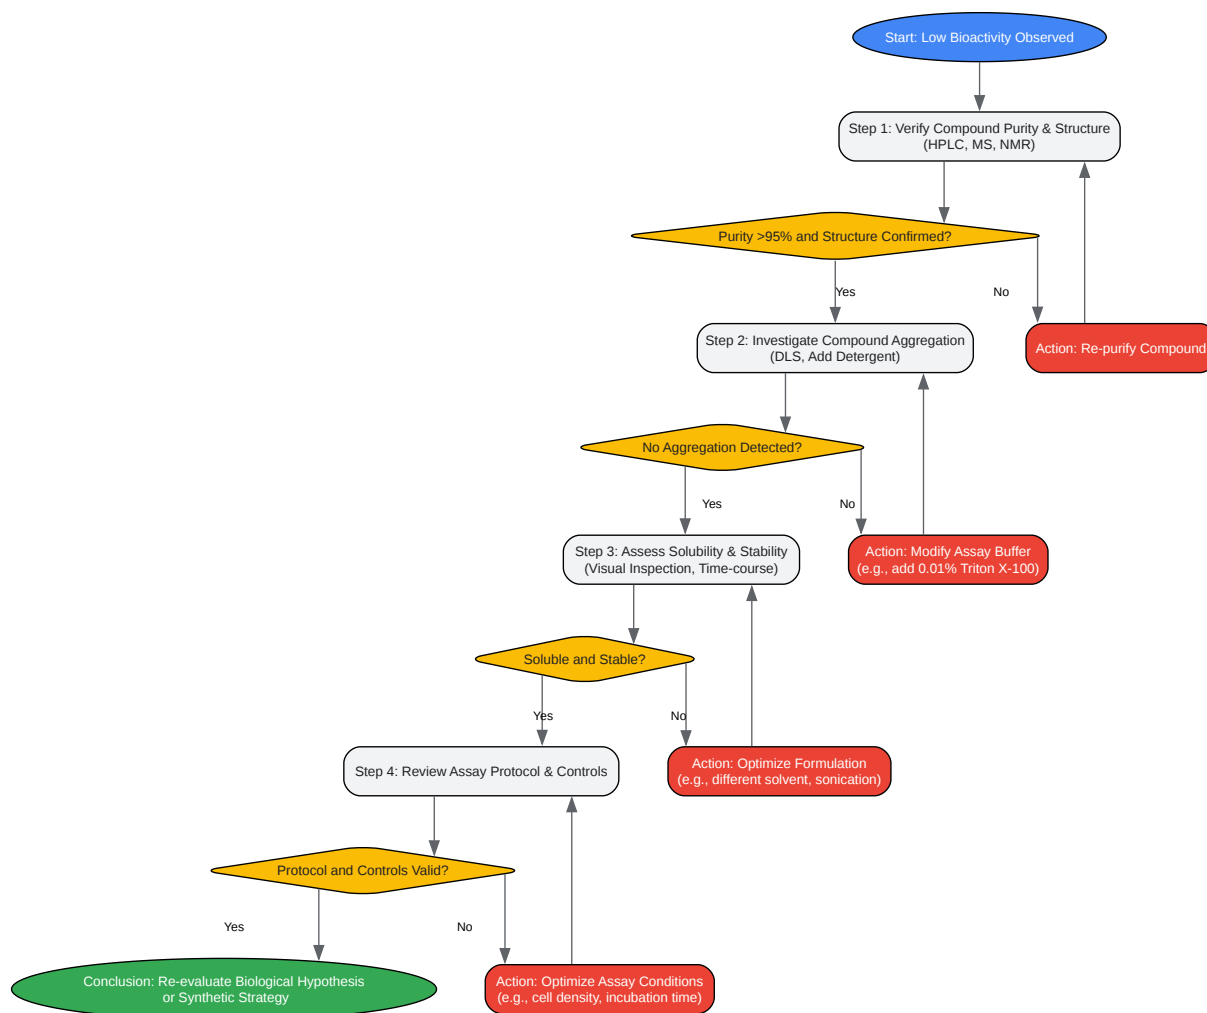 Start: Low Bioactivity Observed
Step 1: Verify Compound Purity & Structure
(HPLC, MS, NMR)
Purity >95% and Structure Confirmed?
Yes
No
Step 2: Investigate Compound Aggregation
(DLS, Add Detergent)
Action: Re-purify Compound
No Aggregation Detected?
Yes
No
Step 3: Assess Solubility & Stability
(Visual Inspection, Time-course)
Action: Modify Assay Buffer
(e.g., add 0.01% Triton X-100)
Soluble and Stable?
Yes
No
Step 4: Review Assay Protocol & Controls
Action: Optimize Formulation
(e.g., different solvent, sonication)
Protocol and Controls Valid?
Yes
No
Conclusion: Re-evaluate Biological Hypothesis
or Synthetic Strategy
Action: Optimize Assay Conditions
(e.g., cell density, incubation time)